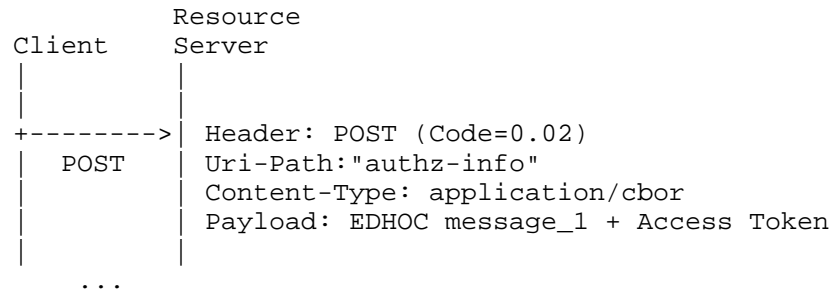 Resource
Client Server
Header: POST (Code=0.02)
POST Uri-Path:"authz-info"
Content-Type: application/cbor
Payload: EDHOC message_1 + Access Token
...